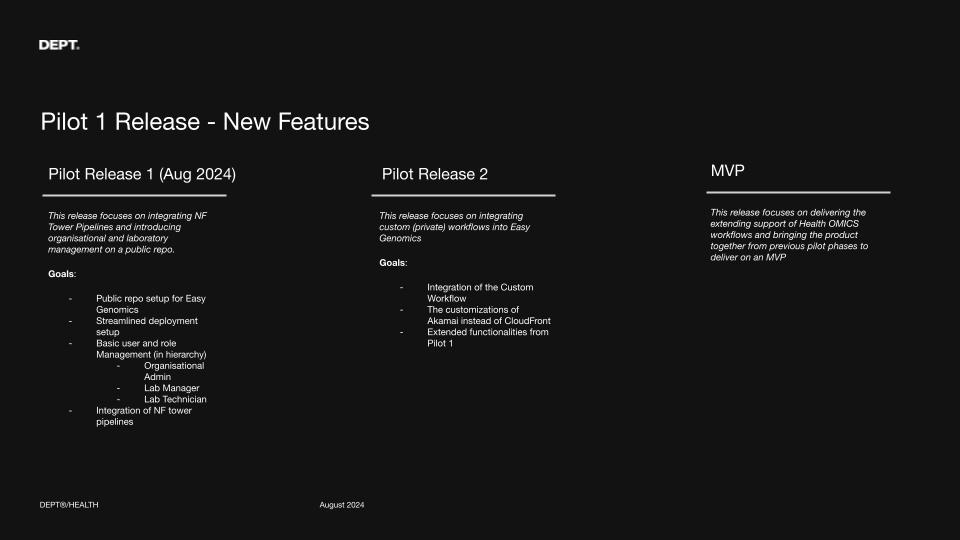 DEPT.
Pilot 1 Release - New Features
Pilot Release 1 (Aug 2024)
This release focuses on integrating NF
Tower Pipelines and introducing
organisational and laboratory
management on a public repo.
Goals:
- Public repo setup for Easy
Genomics
- Streamlined deployment
setup
- Basic user and role
Management (in hierarchy)
- Organisational
Admin
- Lab Manager
- Lab Technician
- Integration of NF tower
pipelines
Pilot Release 2
This release focuses on integrating
custom (private) workflows into Easy
Genomics
Goals:
- Integration of the Custom
Workflow
- The customizations of
Akamai instead of CloudFront
- Extended functionalities from
Pilot 1
MVP
This release focuses on delivering the
extending support of Health OMICS
workflows and bringing the product
together from previous pilot phases to
deliver on an MVP
DEPT®/HEALTH
August 2024